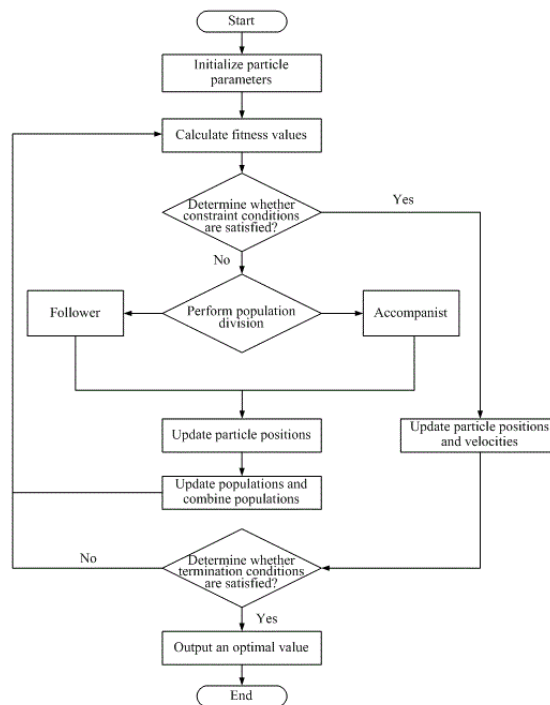 Start
Initialize particle
parameters
Calculate fitness values
Determine whether
constraint conditions
are satisfied?
Yes
No
Follower
Perform population
division
Accompanist
Update particle positions
Update particle positions
and velocities
Update populations and
combine populations
No
Determine whether
termination conditions
are satisfied?
Yes
Output an optimal value
End